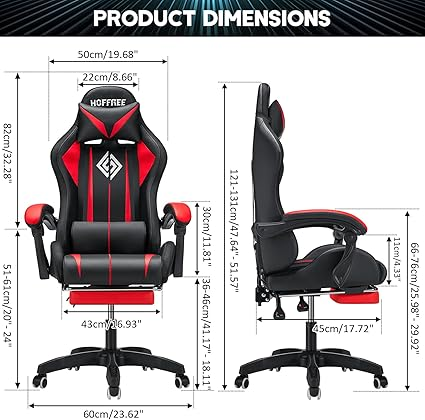 PRODUCT DIMENSIONS
50cm/19.68"
22cm/8.66"
HOFFREE
82cm/32.28"
51-61cm/20"- 24"
30cm/11.81"
36-46cm/41.17"- 18.11"
43cm/16.93"
60cm/23.62"
121-131cm/47.64"- 51.57"
66-76cm/25.98"- 29.92"
11cm/4.33"
45cm/17.72"